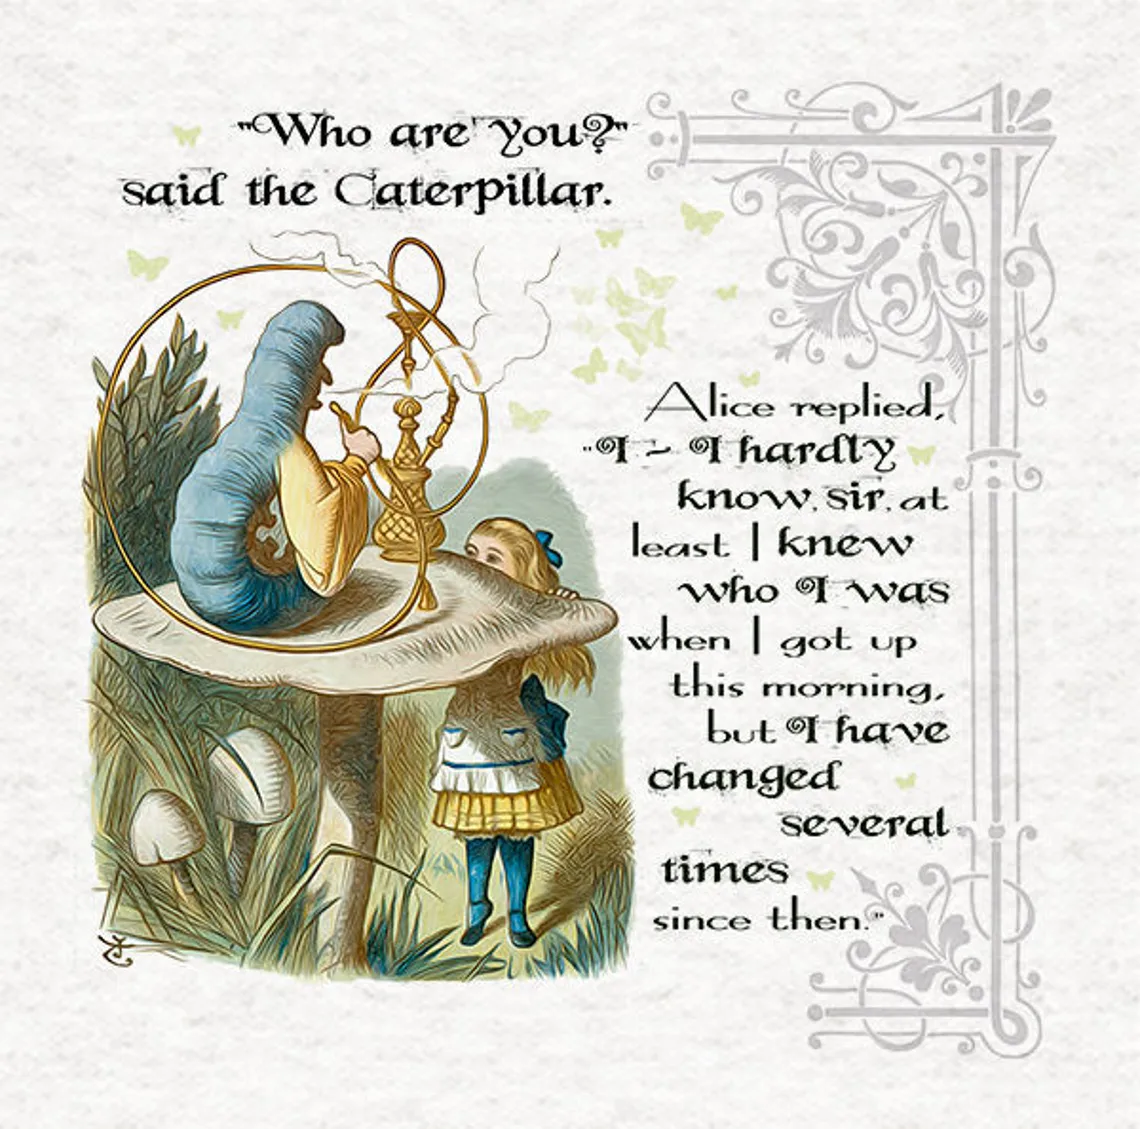 "Who are you?"
said the Caterpillar.
Alice replied,
"I - I hardly
know, sir, at
least I knew
who I was
when I got up
this morning,
but I have
changed
several
times
since then."